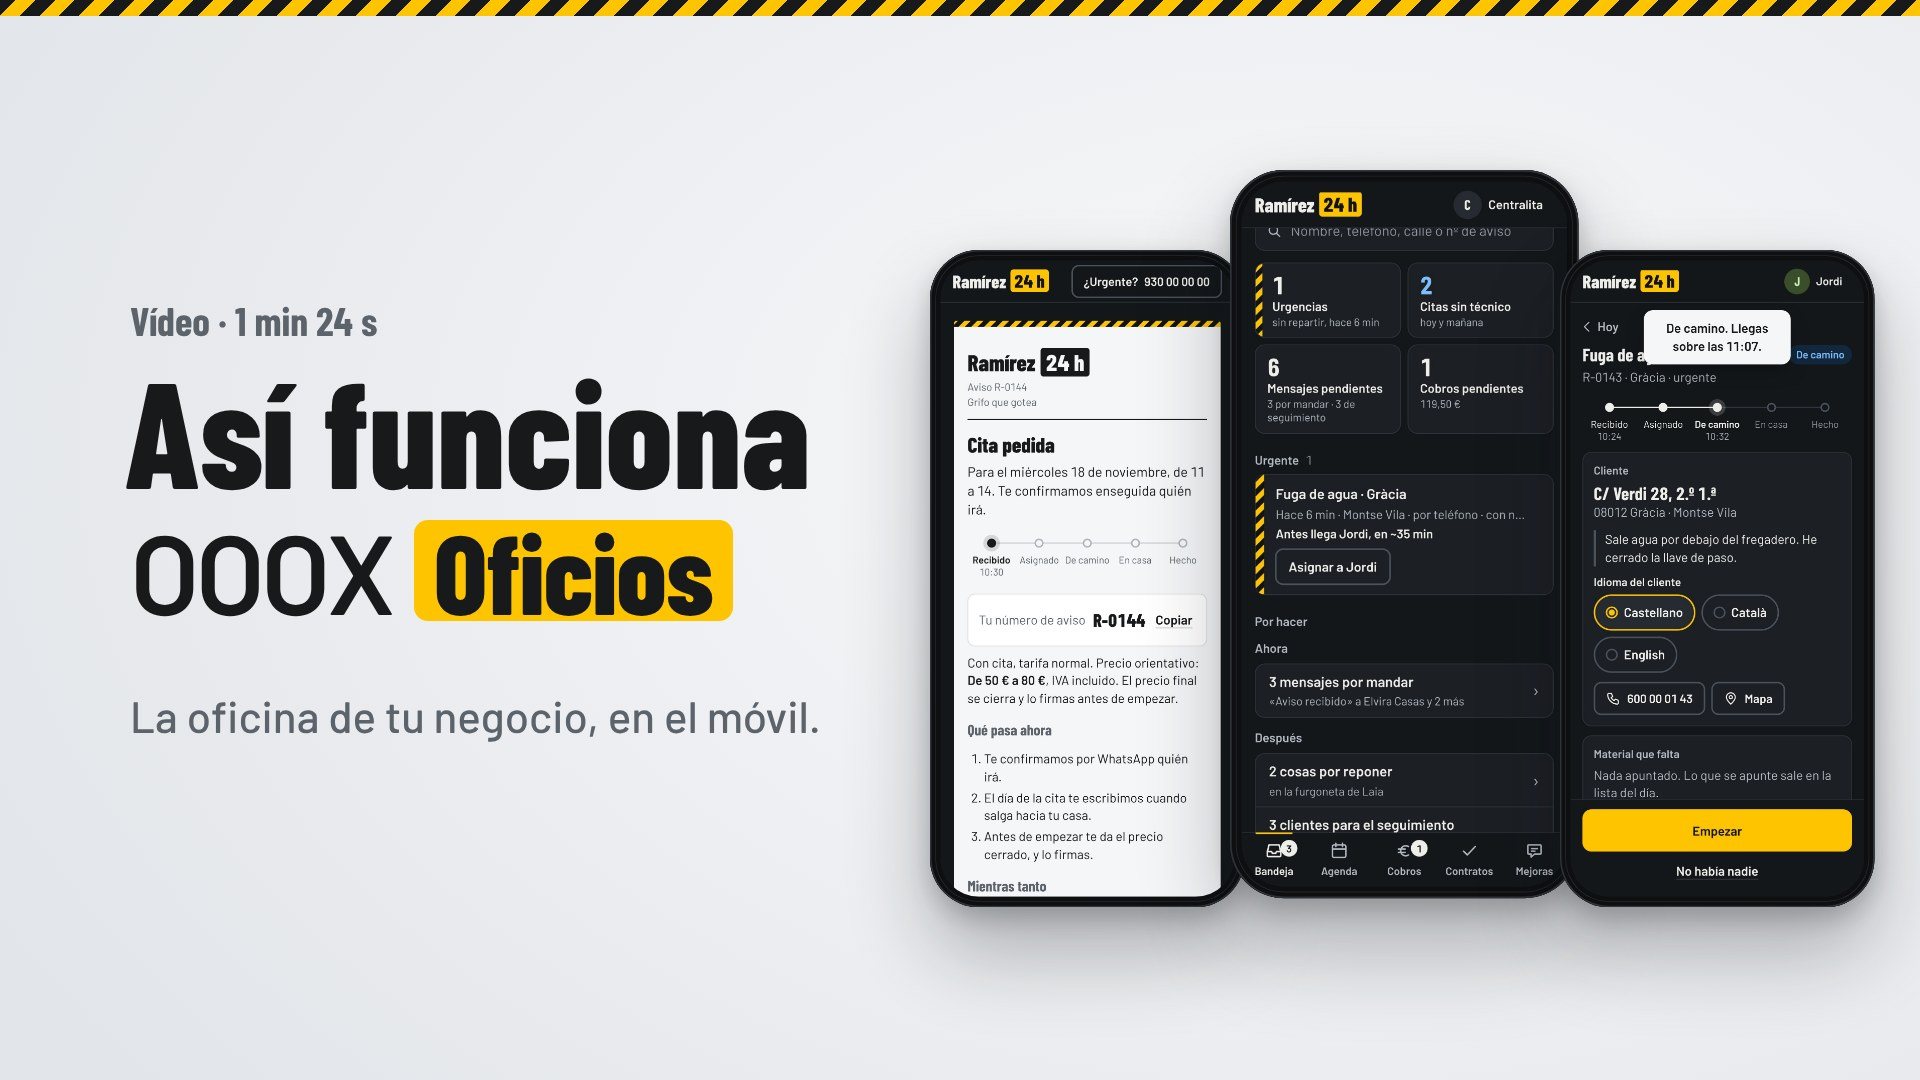 Vídeo · 1 min 24 s
Así funciona
OOOX Oficios
La oficina de tu negocio, en el móvil.
Ramírez 24 h
¿Urgente? 930 00 00 00
Ramírez 24 h
Aviso R-0144
Grifo que gotea
Cita pedida
Para el miércoles 18 de noviembre, de 11
a 14. Te confirmamos enseguida quién
irá.
Recibido Asignado De camino En casa Hecho
10:30
Tu número de aviso R-0144 Copiar
Con cita, tarifa normal. Precio orientativo:
De 50 € a 80 €, IVA incluido. El precio final
se cierra y lo firmas antes de empezar.
Qué pasa ahora
1. Te confirmamos por WhatsApp quién
irá.
2. El día de la cita te escribimos cuando
salga hacia tu casa.
3. Antes de empezar te da el precio
cerrado, y lo firmas.
Mientras tanto
Ramírez 24 h
C Centralita
Nombre, teléfono, calle o nº de aviso
1
Urgencias
sin repartir, hace 6 min
2
Citas sin técnico
hoy y mañana
6
Mensajes pendientes
3 por mandar · 3 de
seguimiento
1
Cobros pendientes
119,50 €
Urgente 1
Fuga de agua · Gràcia
Hace 6 min · Montse Vila · por teléfono · con n...
Antes llega Jordi, en ~35 min
Asignar a Jordi
Por hacer
Ahora
3 mensajes por mandar
«Aviso recibido» a Elvira Casas y 2 más
Después
2 cosas por reponer
en la furgoneta de Laia
3 clientes para el seguimiento
3 1
Bandeja Agenda Cobros Contratos Mejoras
Ramírez 24 h
J Jordi
Hoy
De camino. Llegas
sobre las 11:07.
Fuga de a
De camino
R-0143 · Gràcia · urgente
Recibido Asignado De camino En casa Hecho
10:24 10:32
Cliente
C/ Verdi 28, 2.º 1.ª
08012 Gràcia · Montse Vila
Sale agua por debajo del fregadero. He
cerrado la llave de paso.
Idioma del cliente
Castellano Català
English
600 00 01 43 Mapa
Material que falta
Nada apuntado. Lo que se apunte sale en la
lista del día.
Empezar
No había nadie